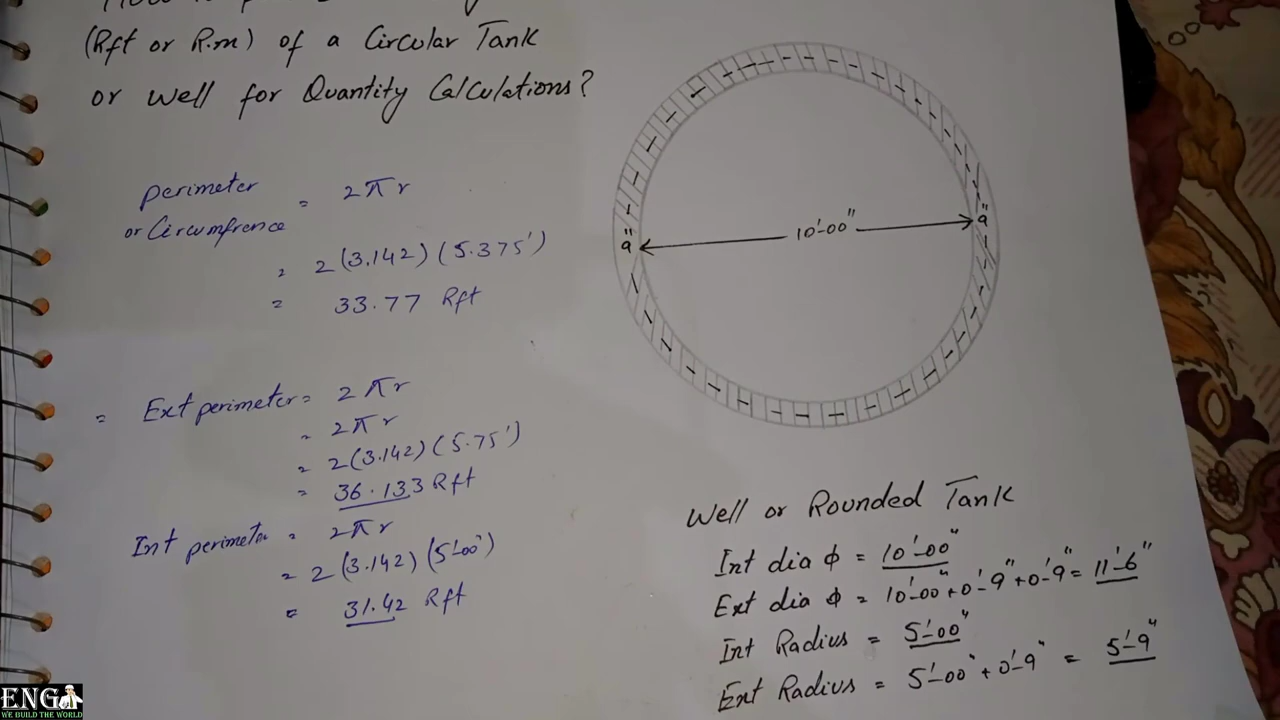 (Rft or R.m) of a Circular Tank
or well for Quantity Calculations?
perimeter
or Circumfrence = 2πr
= 2(3.142)(5.375')
= 33.77 Rft
= Ext perimeter = 2πr
= 2πr
= 2(3.142)(5.75')
= 36.133 Rft
Int perimeter = 2πr
= 2(3.142)(5'-00")
= 31.42 Rft
9" 10'-00" 9"
Well or Rounded Tank
Int dia ϕ = 10'-00"
Ext dia ϕ = 10'-00"+0'-9"+0'-9" = 11'-6"
Int Radius = 5'-00"
Ext Radius = 5'-00"+0'-9" = 5'-9"
ENG
WE BUILD THE WORLD